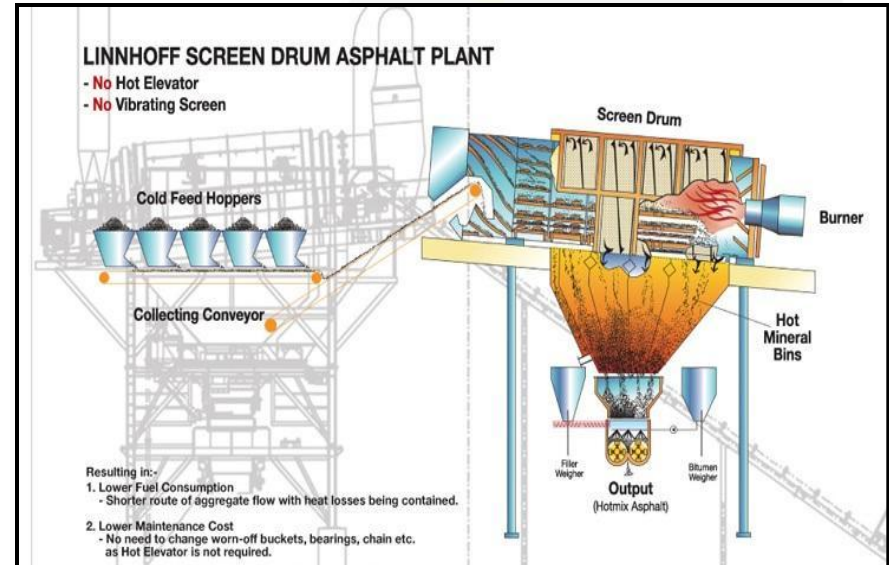 LINNHOFF SCREEN DRUM ASPHALT PLANT
- No Hot Elevator
- No Vibrating Screen
Screen Drum
Cold Feed Hoppers
Burner
Collecting Conveyor
Hot
Mineral
Bins
Filler
Weigher
Bitumen
Weigher
Output
(Hotmix Asphalt)
Resulting in:-
1. Lower Fuel Consumption
- Shorter route of aggregate flow with heat losses being contained.
2. Lower Maintenance Cost
- No need to change worn-off buckets, bearings, chain etc.
as Hot Elevator is not required.